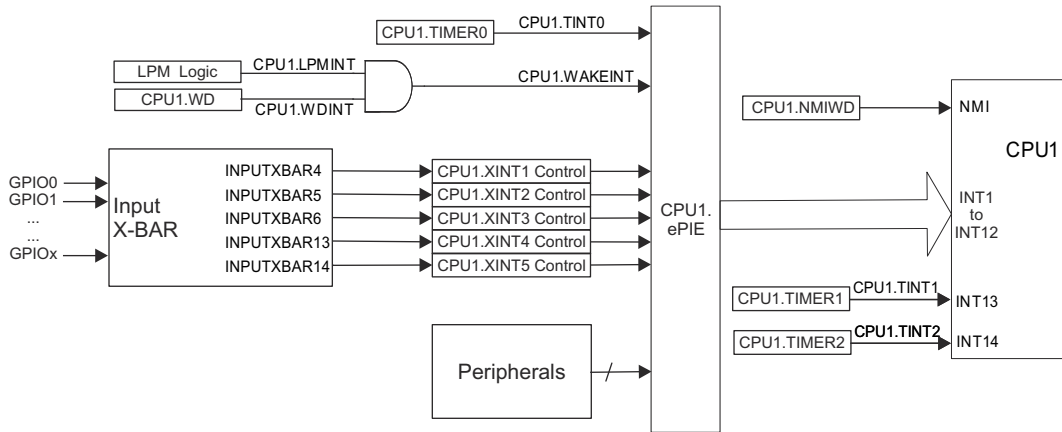 CPU1.TIMER0
CPU1.TINT0
LPM Logic
CPU1.LPMINT
CPU1.WD
CPU1.WDINT
CPU1.WAKEINT
GPIO0
GPIO1
...
...
GPIOx
Input
X-BAR
INPUTXBAR4
INPUTXBAR5
INPUTXBAR6
INPUTXBAR13
INPUTXBAR14
CPU1.XINT1 Control
CPU1.XINT2 Control
CPU1.XINT3 Control
CPU1.XINT4 Control
CPU1.XINT5 Control
Peripherals
CPU1.
ePIE
CPU1.NMIWD
NMI
CPU1
INT1
to
INT12
CPU1.TIMER1
CPU1.TINT1
INT13
CPU1.TIMER2
CPU1.TINT2
INT14